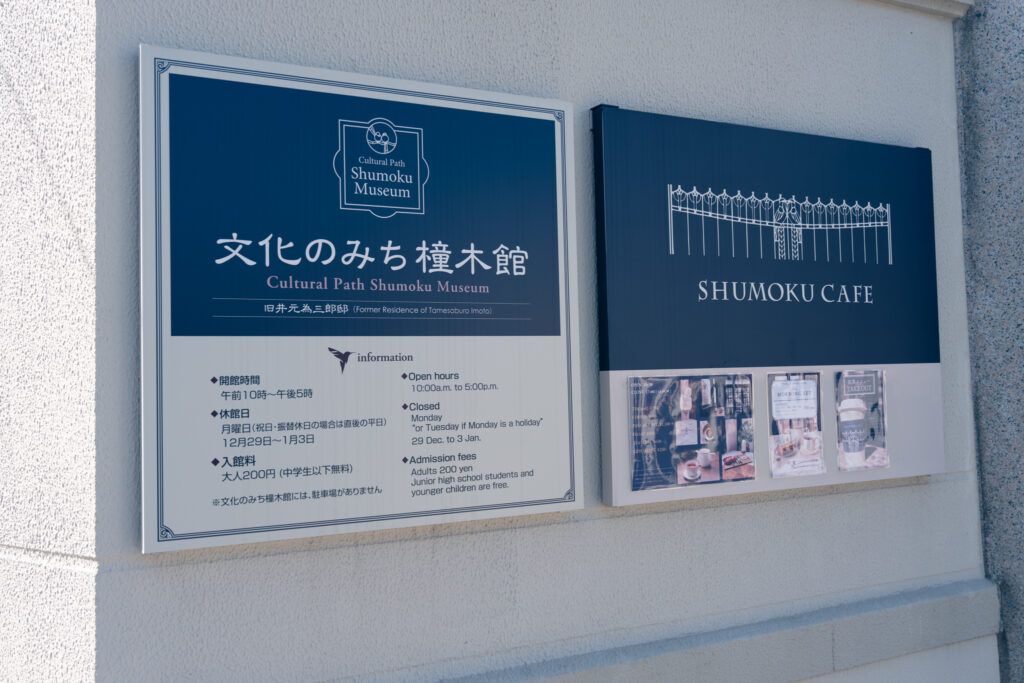 Cultural Path
Shumoku
Museum
文化のみち 橦木館
Cultural Path Shumoku Museum
旧井元為三郎邸 (Former Residence of Tamesaburo Imoto)
information
◆開館時間
午前10時～午後5時
◆休館日
月曜日(祝日・振替休日の場合は直後の平日)
12月29日～1月3日
◆入館料
大人200円 (中学生以下無料)
※文化のみち橦木館には、駐車場がありません
◆Open hours
10:00a.m. to 5:00p.m.
◆Closed
Monday
"or Tuesday if Monday is a holiday"
29 Dec. to 3 Jan.
◆Admission fees
Adults 200 yen
Junior high school students and
younger children are free.
SHUMOKU CAFE
TAKEOUT